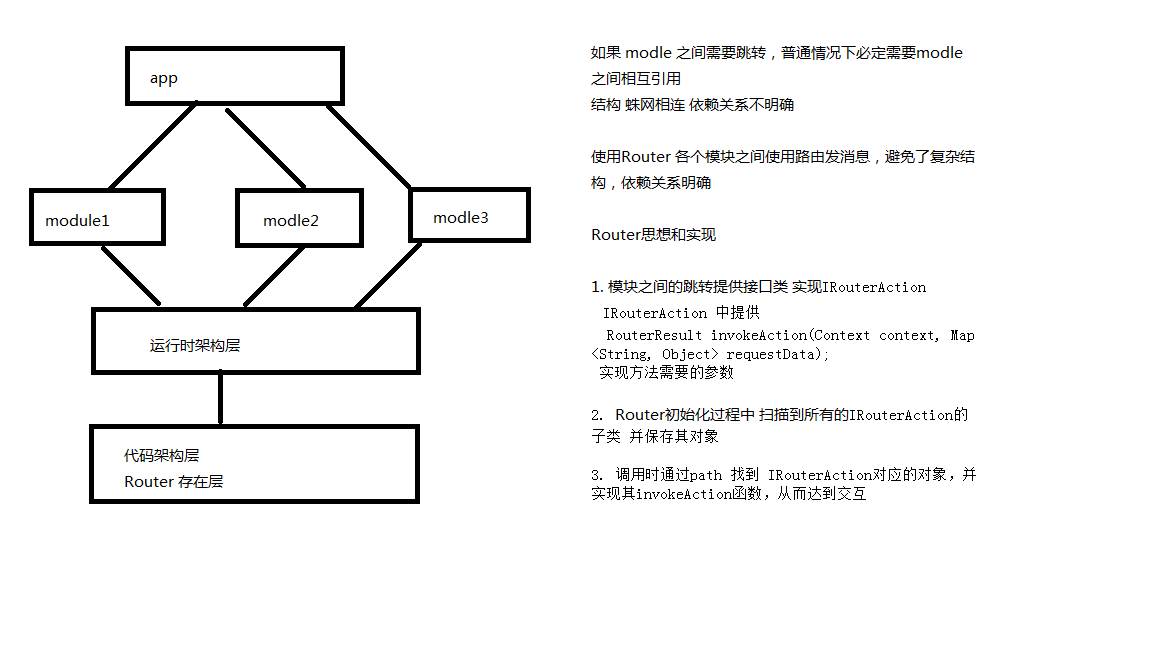 app
module1
modle2
modle3
运行时架构层
代码架构层
Router 存在层
如果 modle 之间需要跳转，普通情况下必定需要modle
之间相互引用
结构 蛛网相连 依赖关系不明确
使用Router 各个模块之间使用路由发消息，避免了复杂结
构，依赖关系明确
Router思想和实现
1. 模块之间的跳转提供接口类 实现IRouterAction
IRouterAction 中提供
RouterResult invokeAction(Context context, Map
<String, Object> requestData);
实现方法需要的参数
2. Router初始化过程中 扫描到所有的IRouterAction的
子类 并保存其对象
3. 调用时通过path 找到 IRouterAction对应的对象，并
实现其invokeAction函数，从而达到交互